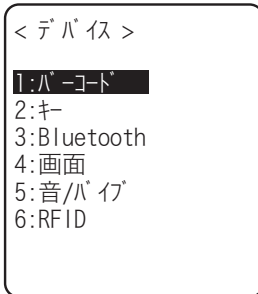 < ﾃﾞﾊﾞｲｽ >
1:ﾊﾞｰｺｰﾄﾞ
2:ｷｰ
3:Bluetooth
4:画面
5:音/ﾊﾞｲﾌﾞ
6:RFID